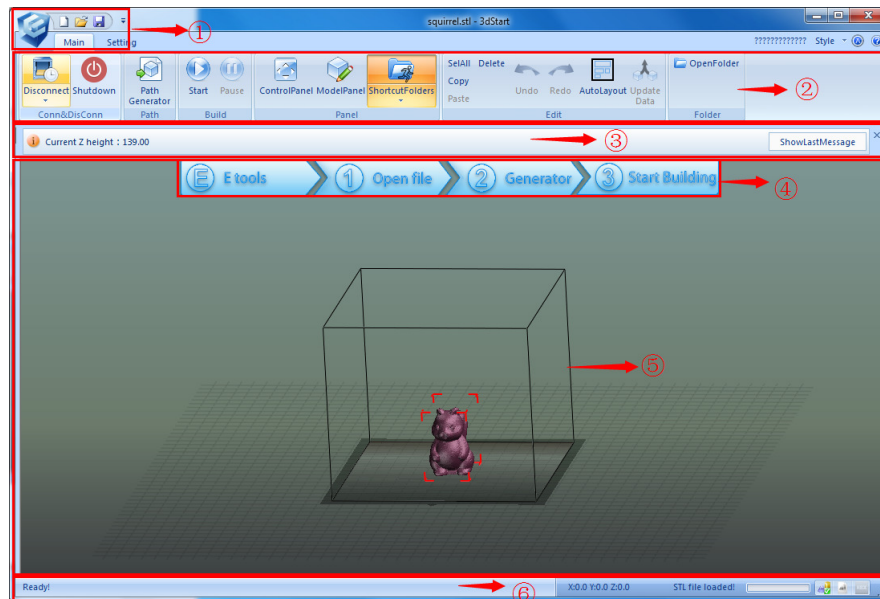 squirrel.stl - 3dStart
①
Main Setting
????????????? Style
Disconnect Shutdown
Conn&DisConn
Path Generator
Path
Start Pause
Build
ControlPanel ModelPanel ShortcutFolders
Panel
SelAll Delete
Copy
Paste
Undo Redo AutoLayout Update Data
Edit
OpenFolder
Folder
②
Current Z height : 139.00
③
ShowLastMessage
E E tools 1 Open file 2 Generator 3 Start Building
④
⑤
Ready!
⑥
X:0.0 Y:0.0 Z:0.0
STL file loaded!